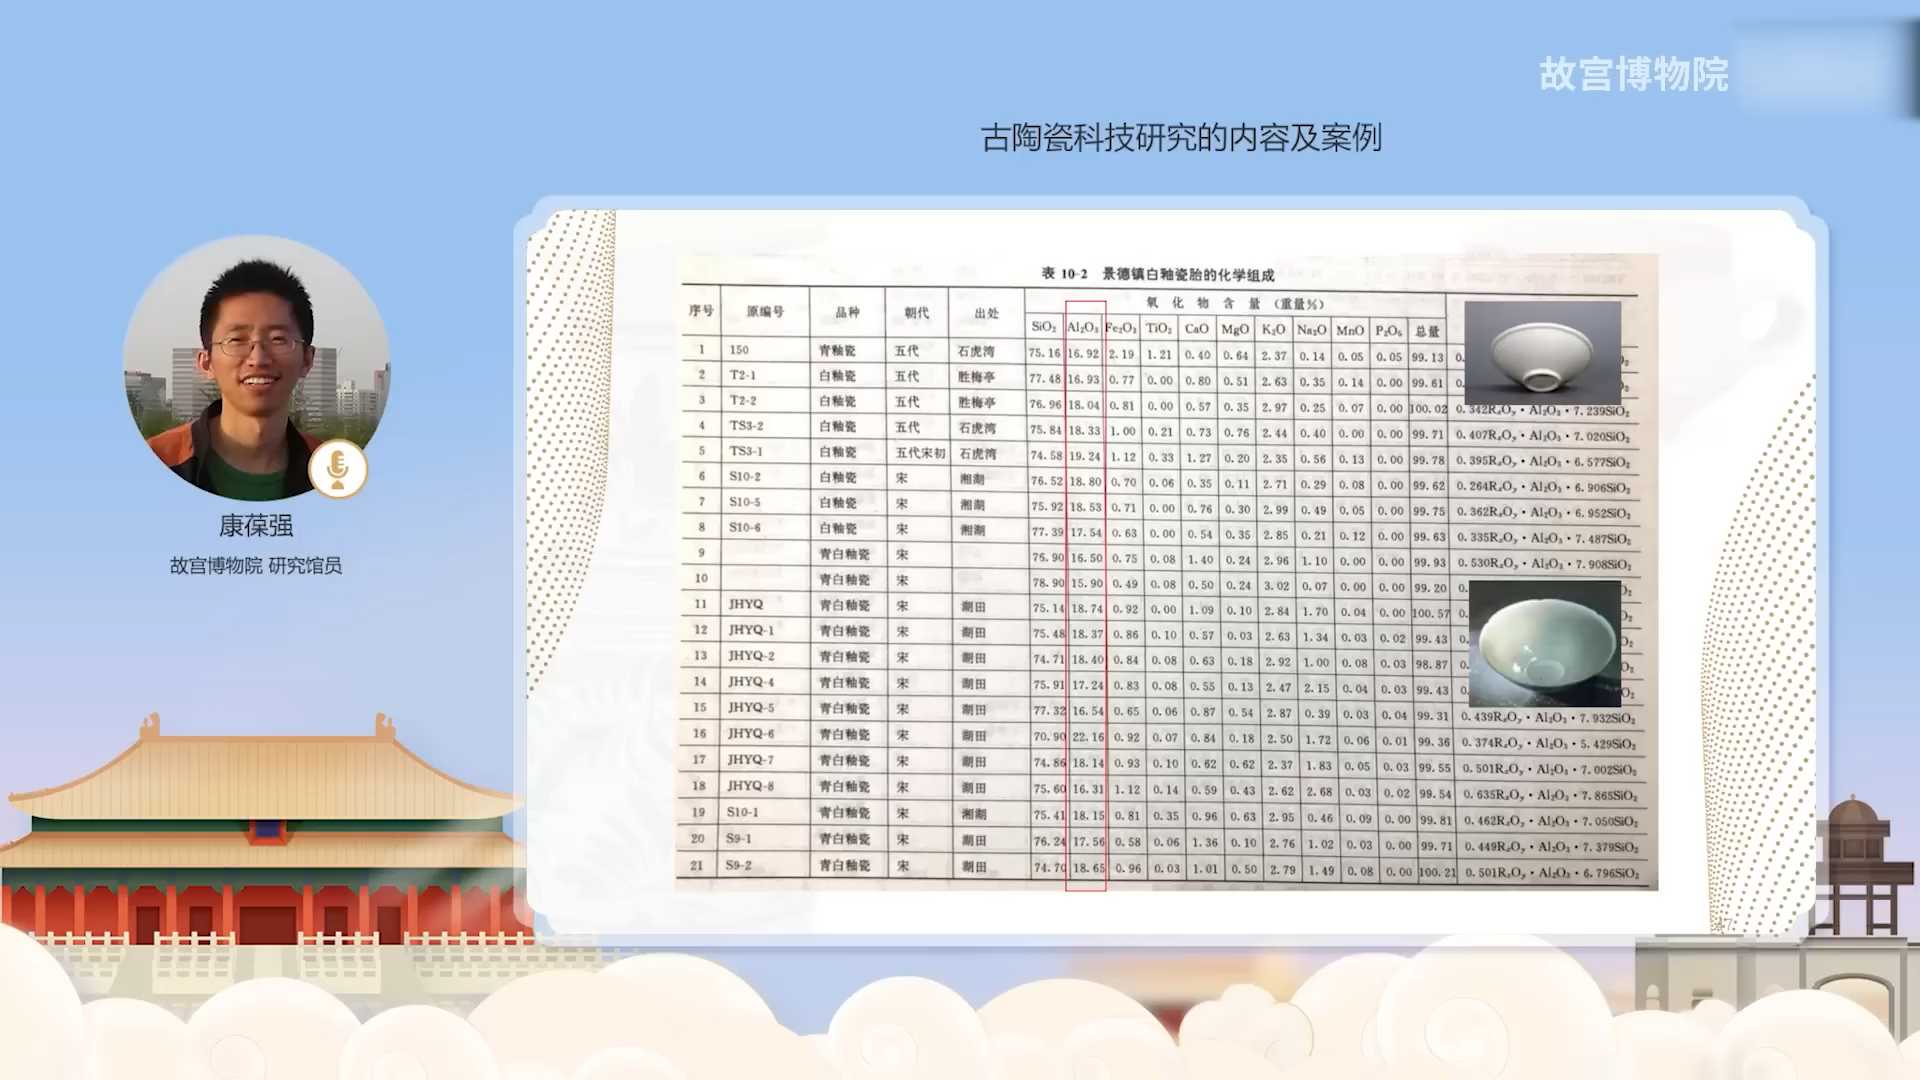 故宫博物院
古陶瓷科技研究的内容及案例
康葆强
故宫博物院 研究馆员
表 10-2 景德镇白釉瓷胎的化学组成
序号 原编号 品种 朝代 出处 氧化物含量（重量%）
SiO₂ Al₂O₃ Fe₂O₃ TiO₂ CaO MgO K₂O Na₂O MnO P₂O₅ 总量
1 150 青釉瓷 五代 石虎湾 75.16 16.92 2.19 1.21 0.40 0.64 2.37 0.14 0.05 0.05 99.13 0.
2 T2-1 白釉瓷 五代 胜梅亭 77.48 16.93 0.77 0.00 0.80 0.51 2.63 0.35 0.14 0.00 99.61 0.
3 T2-2 白釉瓷 五代 胜梅亭 76.96 18.04 0.81 0.00 0.57 0.35 2.97 0.25 0.07 0.00 100.02 0.342RₓOᵧ·Al₂O₃·7.239SiO₂
4 TS3-2 白釉瓷 五代 石虎湾 75.84 18.33 1.00 0.21 0.73 0.76 2.44 0.40 0.00 0.00 99.71 0.407RₓOᵧ·Al₂O₃·7.020SiO₂
5 TS3-1 白釉瓷 五代宋初 石虎湾 74.58 19.24 1.12 0.33 1.27 0.20 2.35 0.56 0.13 0.00 99.78 0.395RₓOᵧ·Al₂O₃·6.577SiO₂
6 S10-2 白釉瓷 宋 湘湖 76.52 18.80 0.70 0.06 0.35 0.11 2.71 0.29 0.08 0.00 99.62 0.264RₓOᵧ·Al₂O₃·6.906SiO₂
7 S10-5 白釉瓷 宋 湘湖 75.92 18.53 0.71 0.00 0.76 0.30 2.99 0.49 0.05 0.00 99.75 0.362RₓOᵧ·Al₂O₃·6.952SiO₂
8 S10-6 白釉瓷 宋 湘湖 77.39 17.54 0.63 0.00 0.54 0.35 2.85 0.21 0.12 0.00 99.63 0.335RₓOᵧ·Al₂O₃·7.487SiO₂
9 青白釉瓷 宋 76.90 16.50 0.75 0.08 1.40 0.24 2.96 1.10 0.00 0.00 99.93 0.530RₓOᵧ·Al₂O₃·7.908SiO₂
10 青白釉瓷 宋 78.90 15.90 0.49 0.08 0.50 0.24 3.02 0.07 0.00 0.00 99.20 0.
11 JHYQ 青白釉瓷 宋 湖田 75.14 18.74 0.92 0.00 1.09 0.10 2.84 1.70 0.04 0.00 100.57 0.
12 JHYQ-1 青白釉瓷 宋 湖田 75.48 18.37 0.86 0.10 0.57 0.03 2.63 1.34 0.03 0.02 99.43 0.
13 JHYQ-2 青白釉瓷 宋 湖田 74.71 18.40 0.84 0.08 0.63 0.18 2.92 1.00 0.08 0.03 98.87 0.
14 JHYQ-4 青白釉瓷 宋 湖田 75.91 17.24 0.83 0.08 0.55 0.13 2.47 2.15 0.04 0.03 99.43 0.
15 JHYQ-5 青白釉瓷 宋 湖田 77.32 16.54 0.65 0.06 0.87 0.54 2.87 0.39 0.03 0.04 99.31 0.439RₓOᵧ·Al₂O₃·7.932SiO₂
16 JHYQ-6 青白釉瓷 宋 湖田 70.90 22.16 0.92 0.07 0.84 0.18 2.50 1.72 0.06 0.01 99.36 0.374RₓOᵧ·Al₂O₃·5.429SiO₂
17 JHYQ-7 青白釉瓷 宋 湖田 74.86 18.14 0.93 0.10 0.62 0.62 2.37 1.83 0.05 0.03 99.55 0.501RₓOᵧ·Al₂O₃·7.002SiO₂
18 JHYQ-8 青白釉瓷 宋 湖田 75.60 16.31 1.12 0.14 0.59 0.43 2.62 2.68 0.03 0.02 99.54 0.635RₓOᵧ·Al₂O₃·7.865SiO₂
19 S10-1 青白釉瓷 宋 湘湖 75.41 18.15 0.81 0.35 0.96 0.63 2.95 0.46 0.09 0.00 99.81 0.462RₓOᵧ·Al₂O₃·7.050SiO₂
20 S9-1 青白釉瓷 宋 湖田 76.24 17.56 0.58 0.06 1.36 0.10 2.76 1.02 0.03 0.00 99.71 0.449RₓOᵧ·Al₂O₃·7.379SiO₂
21 S9-2 青白釉瓷 宋 湖田 74.70 18.65 0.96 0.03 1.01 0.50 2.79 1.49 0.08 0.00 100.21 0.501RₓOᵧ·Al₂O₃·6.796SiO₂